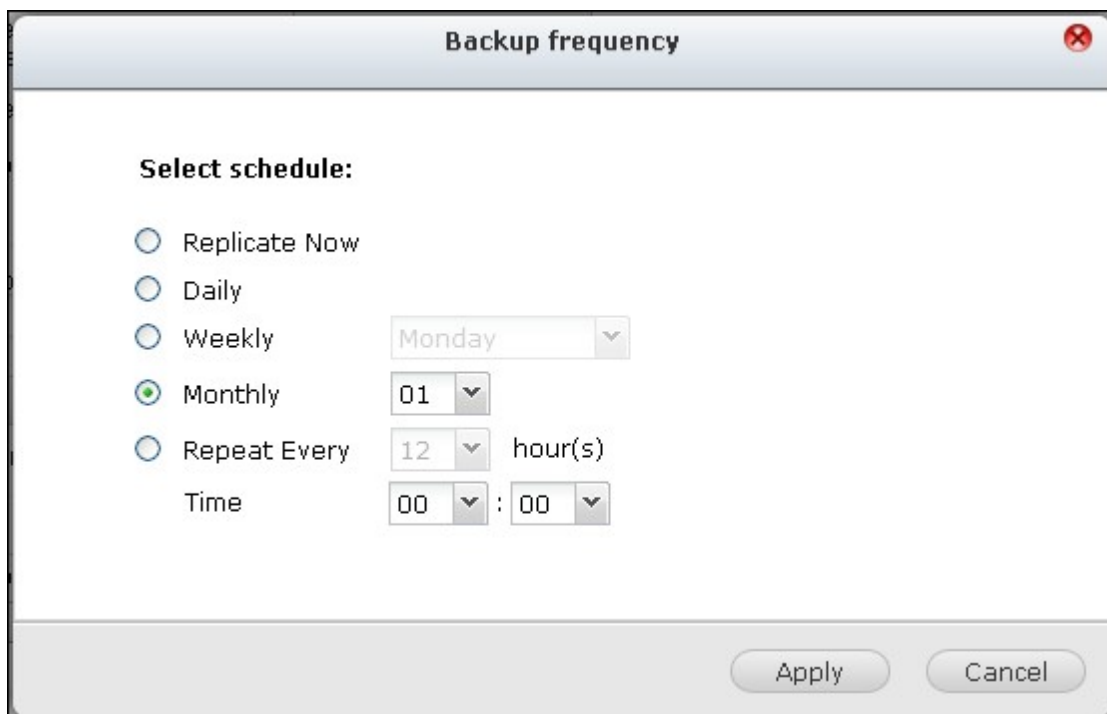 Backup frequency
Select schedule:
Replicate Now
Daily
Weekly Monday
Monthly 01
Repeat Every 12 hour(s)
Time 00 : 00
Apply Cancel